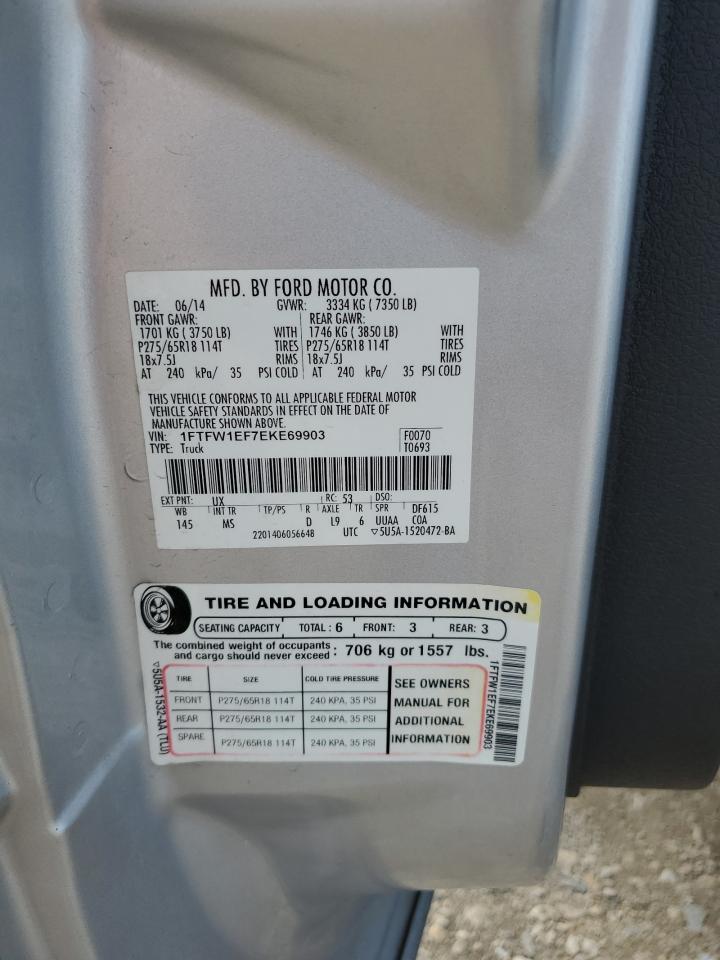 MFD. BY FORD MOTOR CO.
DATE: 06/14 GVWR: 3334 KG ( 7350 LB)
FRONT GAWR: REAR GAWR:
1701 KG ( 3750 LB) WITH 1746 KG ( 3850 LB) WITH
P275/65R18 114T TIRES P275/65R18 114T TIRES
18x7.5J RIMS 18x7.5J RIMS
AT 240 kPa/ 35 PSI COLD AT 240 kPa/ 35 PSI COLD
THIS VEHICLE CONFORMS TO ALL APPLICABLE FEDERAL MOTOR
VEHICLE SAFETY STANDARDS IN EFFECT ON THE DATE OF
MANUFACTURE SHOWN ABOVE.
VIN: 1FTFW1EF7EKE69903 F0070
TYPE: Truck T0693
EXT PNT: UX RC: 53 DSO:
WB INT TR TP/PS R AXLE TR SPR DF615
145 MS D L9 6 UUAA COA
2201406056648 UTC ▽5U5A-1520472-BA
TIRE AND LOADING INFORMATION
SEATING CAPACITY TOTAL : 6 FRONT: 3 REAR: 3
The combined weight of occupants and cargo should never exceed : 706 kg or 1557 lbs.
TIRE SIZE COLD TIRE PRESSURE
FRONT P275/65R18 114T 240 KPA, 35 PSI
REAR P275/65R18 114T 240 KPA, 35 PSI
SPARE P275/65R18 114T 240 KPA, 35 PSI
SEE OWNERS
MANUAL FOR
ADDITIONAL
INFORMATION
▽5U5A-1532-AA (TLU)
1FTFW1EF7EKE69903